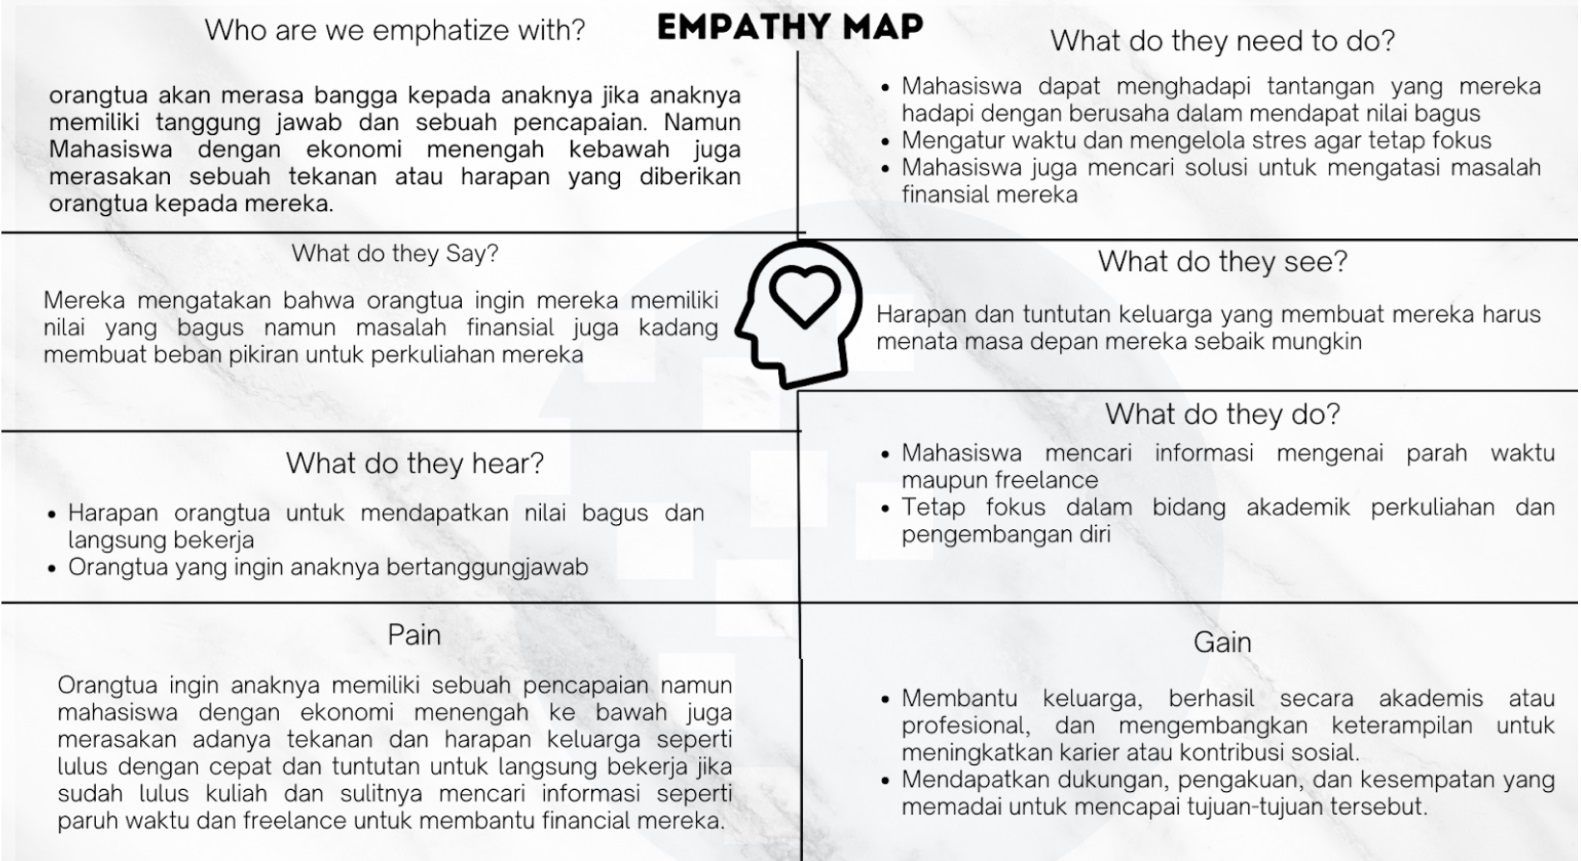 EMPATHY MAP
Who are we emphatize with?
orangtua akan merasa bangga kepada anaknya jika anaknya
memiliki tanggung jawab dan sebuah pencapaian. Namun
Mahasiswa dengan ekonomi menengah kebawah juga
merasakan sebuah tekanan atau harapan yang diberikan
orangtua kepada mereka.
What do they need to do?
• Mahasiswa dapat menghadapi tantangan yang mereka
hadapi dengan berusaha dalam mendapat nilai bagus
• Mengatur waktu dan mengelola stres agar tetap fokus
• Mahasiswa juga mencari solusi untuk mengatasi masalah
finansial mereka
What do they Say?
Mereka mengatakan bahwa orangtua ingin mereka memiliki
nilai yang bagus namun masalah finansial juga kadang
membuat beban pikiran untuk perkuliahan mereka
What do they see?
Harapan dan tuntutan keluarga yang membuat mereka harus
menata masa depan mereka sebaik mungkin
What do they hear?
• Harapan orangtua untuk mendapatkan nilai bagus dan
langsung bekerja
• Orangtua yang ingin anaknya bertanggungjawab
What do they do?
• Mahasiswa mencari informasi mengenai parah waktu
maupun freelance
• Tetap fokus dalam bidang akademik perkuliahan dan
pengembangan diri
Pain
Orangtua ingin anaknya memiliki sebuah pencapaian namun
mahasiswa dengan ekonomi menengah ke bawah juga
merasakan adanya tekanan dan harapan keluarga seperti
lulus dengan cepat dan tuntutan untuk langsung bekerja jika
sudah lulus kuliah dan sulitnya mencari informasi seperti
paruh waktu dan freelance untuk membantu financial mereka.
Gain
• Membantu keluarga, berhasil secara akademis atau
profesional, dan mengembangkan keterampilan untuk
meningkatkan karier atau kontribusi sosial.
• Mendapatkan dukungan, pengakuan, dan kesempatan yang
memadai untuk mencapai tujuan-tujuan tersebut.